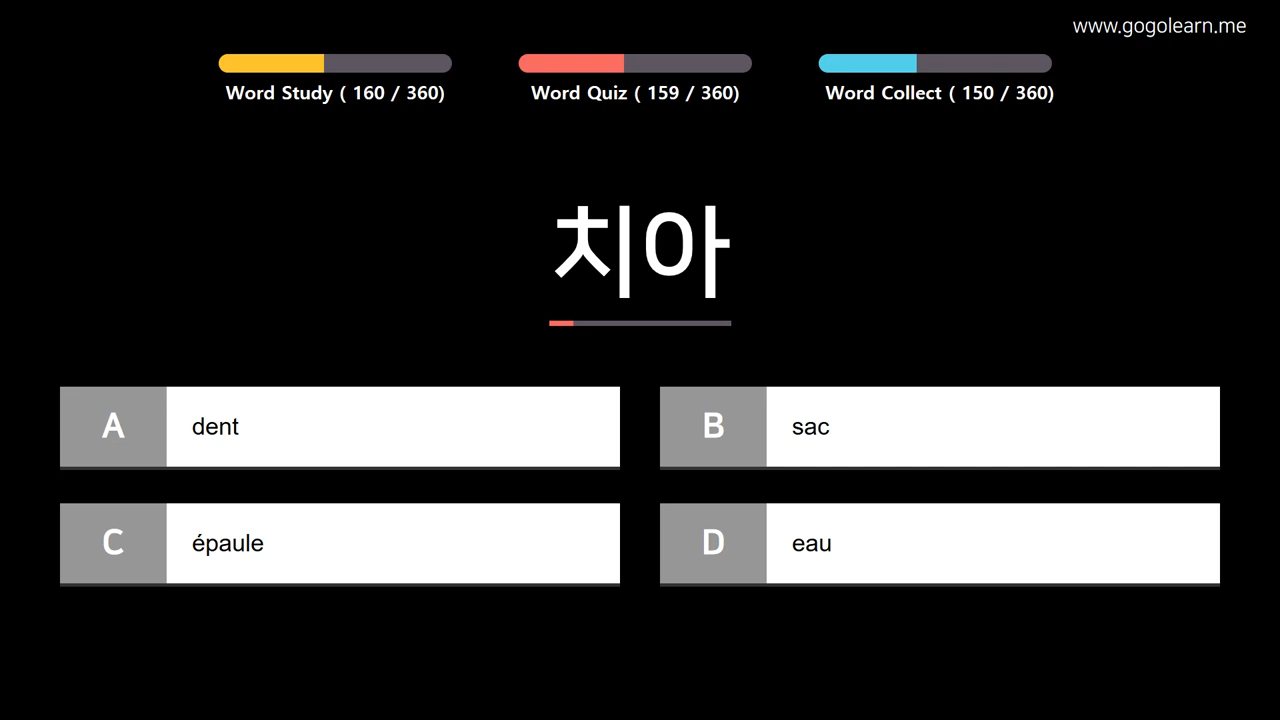 www.gogolearn.me
Word Study ( 160 / 360)
Word Quiz ( 159 / 360)
Word Collect ( 150 / 360)
치아
A dent
B sac
C épaule
D eau